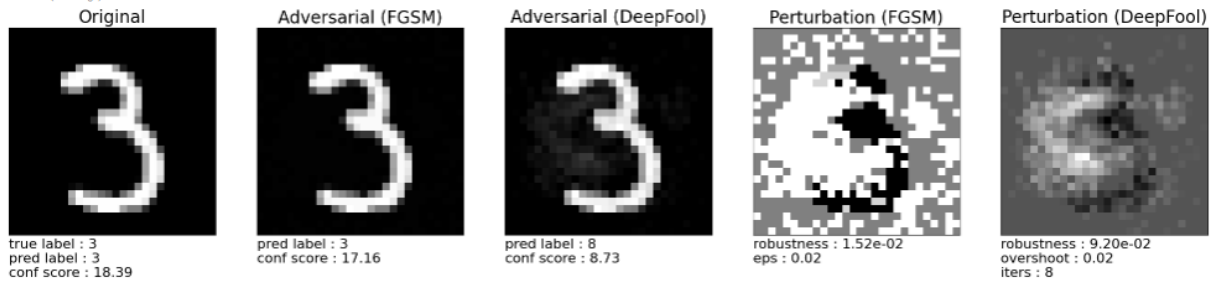 Original
true label : 3
pred label : 3
conf score : 18.39
Adversarial (FGSM)
pred label : 3
conf score : 17.16
Adversarial (DeepFool)
pred label : 8
conf score : 8.73
Perturbation (FGSM)
robustness : 1.52e-02
eps : 0.02
Perturbation (DeepFool)
robustness : 9.20e-02
overshoot : 0.02
iters : 8